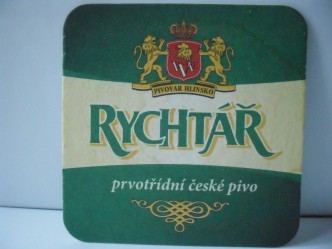 PIVOVAR HLINSKO
RYCHTÁŘ
prvotřídní české pivo